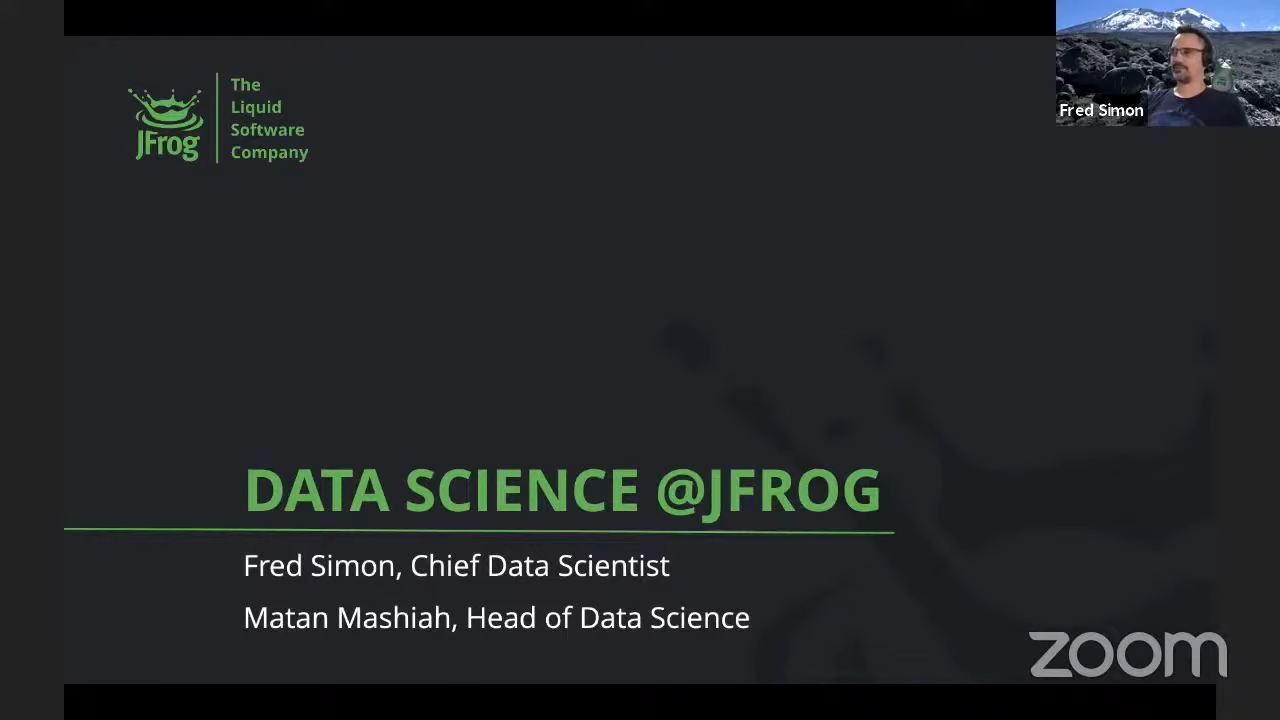 The
Liquid
Software
Company
JFrog
Fred Simon
DATA SCIENCE @JFROG
Fred Simon, Chief Data Scientist
Matan Mashiah, Head of Data Science
zoom